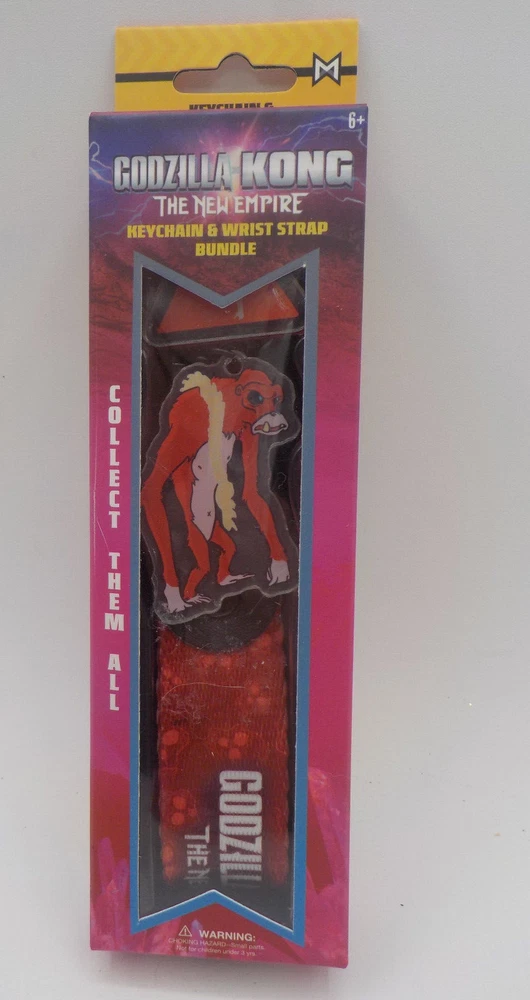 M
KEYCHAIN &
6+
GODZILLA KONG
THE NEW EMPIRE
KEYCHAIN & WRIST STRAP
BUNDLE
COLLECT THEM ALL
GODZILL
THE N
WARNING:
CHOKING HAZARD—Small parts.
Not for children under 3 yrs.